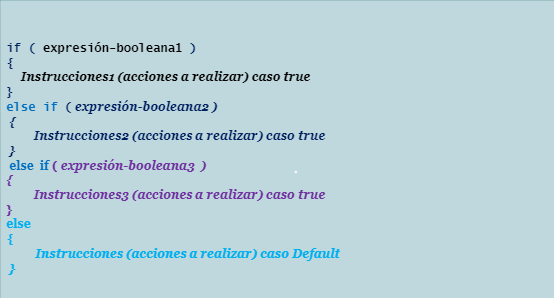 if ( expresión-booleana1 )
{
Instrucciones1 (acciones a realizar) caso true
}
else if ( expresión-booleana2 )
{
Instrucciones2 (acciones a realizar) caso true
}
else if ( expresión-booleana3 )
{
Instrucciones3 (acciones a realizar) caso true
}
else
{
Instrucciones (acciones a realizar) caso Default
}